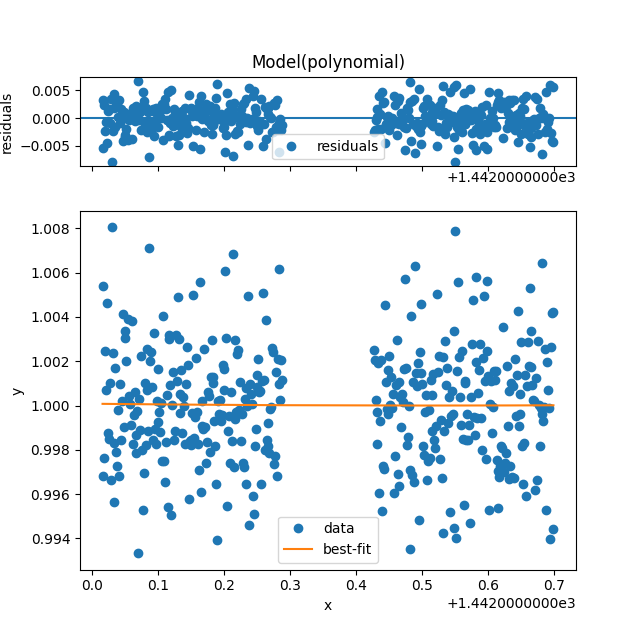 Model(polynomial)
residuals
0.005
0.000
−0.005
residuals
+1.4420000000e3
y
1.008
1.006
1.004
1.002
1.000
0.998
0.996
0.994
data
best-fit
0.0 0.1 0.2 0.3 0.4 0.5 0.6 0.7
x
+1.4420000000e3